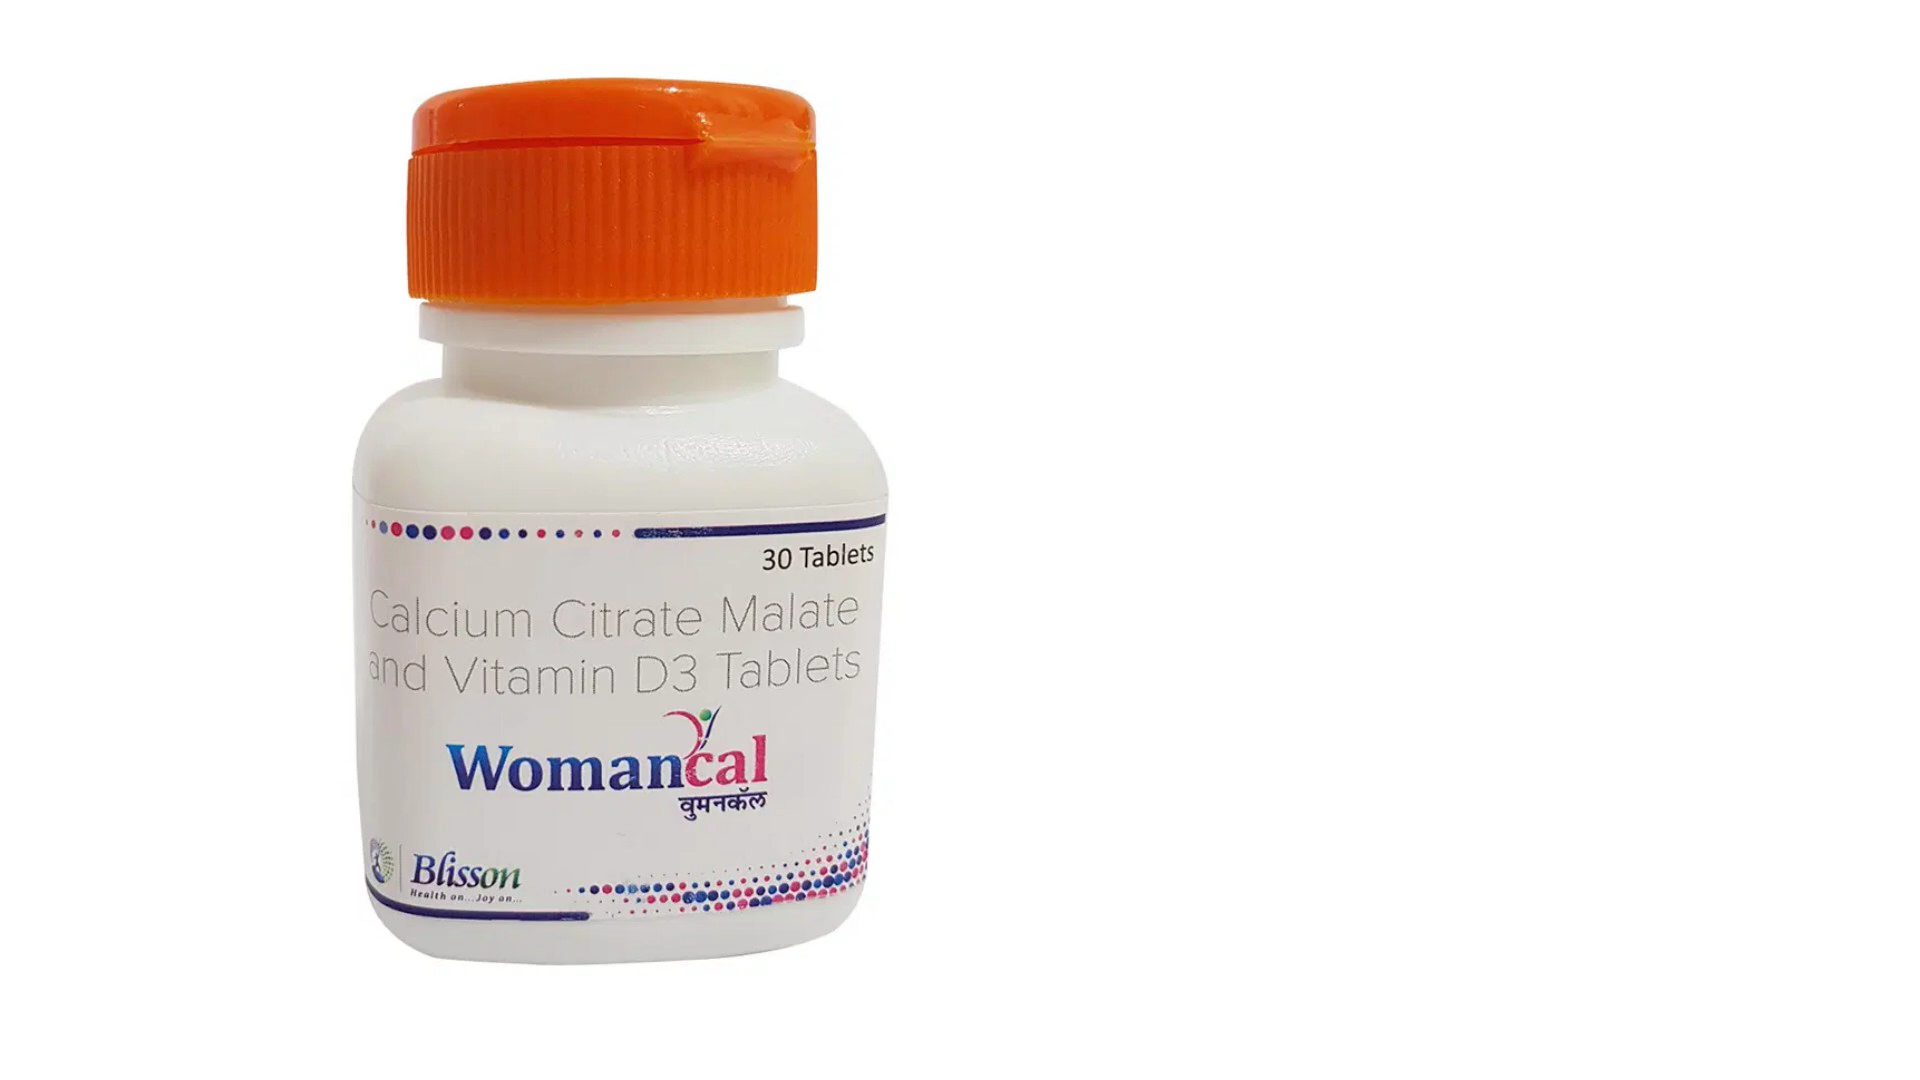 30 Tablets
Calcium Citrate Malate
and Vitamin D3 Tablets
Womancal
वुमनकॅल
Blisson
Health on...Joy on...